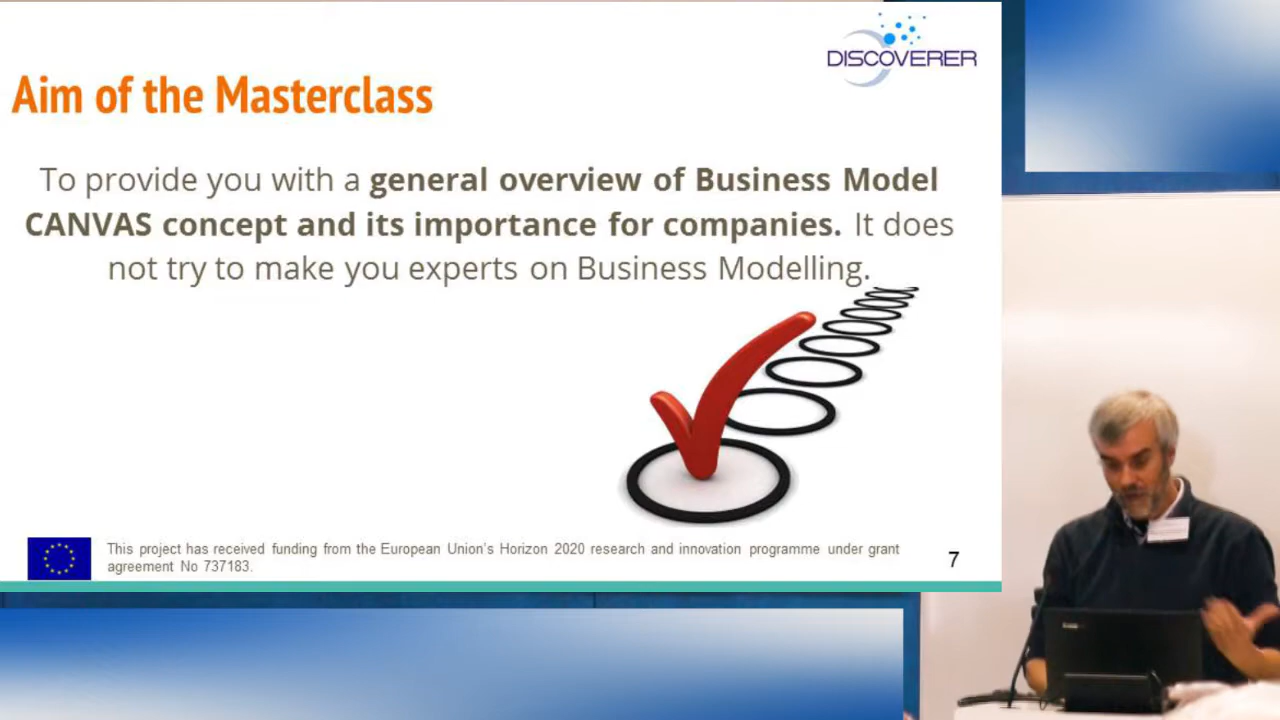 DISCOVERER
Aim of the Masterclass
To provide you with a general overview of Business Model
CANVAS concept and its importance for companies. It does
not try to make you experts on Business Modelling.
This project has received funding from the European Union's Horizon 2020 research and innovation programme under grant
agreement No 737183.
7